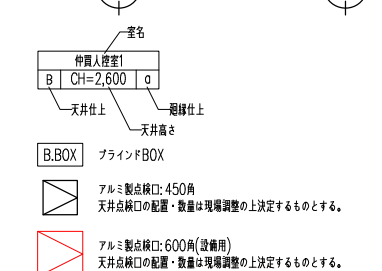 室名
仲買人控室1
B CH=2,600 a
天井仕上 廻縁仕上
天井高さ
B.BOX ブラインドBOX
アルミ製点検口:450角
天井点検口の配置・数量は現場調整の上決定するものとする。
アルミ製点検口:600角(設備用)
天井点検口の配置・数量は現場調整の上決定するものとする。